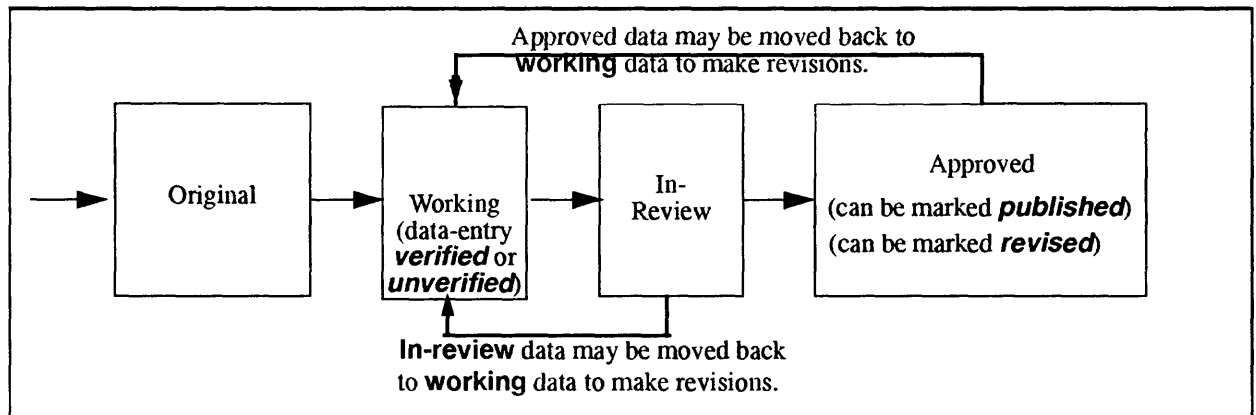 Approved data may be moved back to
working data to make revisions.
Original
Working
(data-entry
verified or
unverified)
In-
Review
Approved
(can be marked published)
(can be marked revised)
In-review data may be moved back
to working data to make revisions.